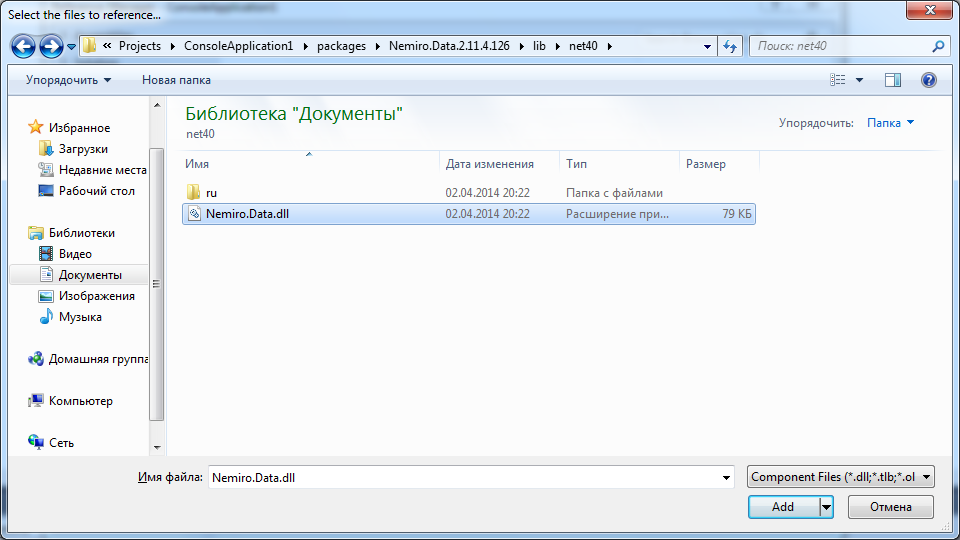 Select the files to reference...
« Projects ConsoleApplication1 packages Nemiro.Data.2.11.4.126 lib net40
Поиск: net40
Упорядочить Новая папка
Избранное
Загрузки
Недавние места
Рабочий стол
Библиотеки
Видео
Документы
Изображения
Музыка
Домашняя группа
Компьютер
Сеть
Библиотека "Документы"
net40
Упорядочить: Папка
Имя Дата изменения Тип Размер
ru 02.04.2014 20:22 Папка с файлами
Nemiro.Data.dll 02.04.2014 20:22 Расширение при... 79 КБ
Имя файла: Nemiro.Data.dll
Component Files (*.dll;*.tlb;*.ol
Add Отмена